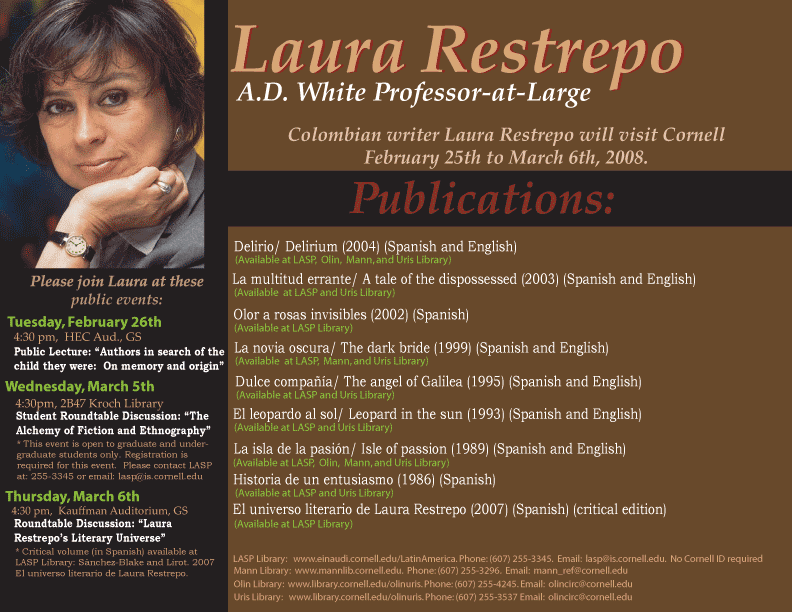 Laura Restrepo
A.D. White Professor-at-Large
Colombian writer Laura Restrepo will visit Cornell
February 25th to March 6th, 2008.
Publications:
Delirio/ Delirium (2004) (Spanish and English)
(Available at LASP, Olin, Mann, and Uris Library)
La multitud errante/ A tale of the dispossessed (2003) (Spanish and English)
(Available at LASP and Uris Library)
Olor a rosas invisibles (2002) (Spanish)
(Available at LASP Library)
La novia oscura/ The dark bride (1999) (Spanish and English)
(Available at LASP, Mann, and Uris Library)
Dulce compañía/ The angel of Galilea (1995) (Spanish and English)
(Available at LASP and Uris Library)
El leopardo al sol/ Leopard in the sun (1993) (Spanish and English)
(Available at LASP and Uris Library)
La isla de la pasión/ Isle of passion (1989) (Spanish and English)
(Available at LASP, Olin, Mann, and Uris Library)
Historia de un entusiasmo (1986) (Spanish)
(Available at LASP and Uris Library)
El universo literario de Laura Restrepo (2007) (Spanish) (critical edition)
(Available at LASP Library)
LASP Library: www.einaudi.cornell.edu/LatinAmerica. Phone: (607) 255-3345. Email: lasp@is.cornell.edu. No Cornell ID required
Mann Library: www.mannlib.cornell.edu. Phone: (607) 255-3296. Email: mann_ref@cornell.edu
Olin Library: www.library.cornell.edu/olinuris. Phone: (607) 255-4245. Email: olincirc@cornell.edu
Uris Library: www.library.cornell.edu/olinuris. Phone: (607) 255-3537 Email: olincirc@cornell.edu
Please join Laura at these
public events:
Tuesday, February 26th
4:30 pm, HEC Aud., GS
Public Lecture: “Authors in search of the
child they were: On memory and origin”
Wednesday, March 5th
4:30pm, 2B47 Kroch Library
Student Roundtable Discussion: “The
Alchemy of Fiction and Ethnography”
* This event is open to graduate and under-
graduate students only. Registration is
required for this event. Please contact LASP
at: 255-3345 or email: lasp@is.cornell.edu
Thursday, March 6th
4:30 pm, Kauffman Auditorium, GS
Roundtable Discussion: “Laura
Restrepo’s Literary Universe”
* Critical volume (in Spanish) available at
LASP Library: Sánchez-Blake and Lirot. 2007
El universo literario de Laura Restrepo.